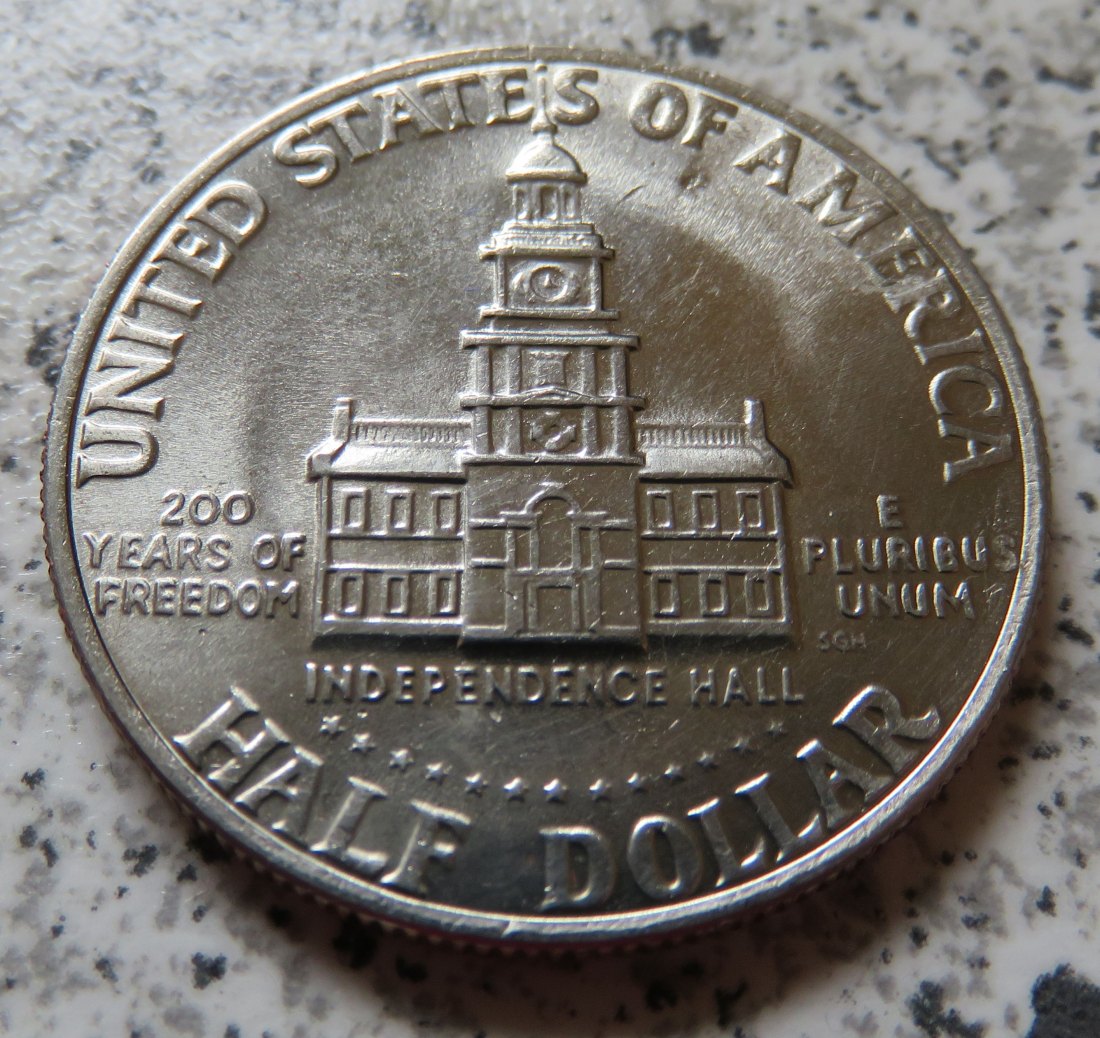 UNITED STATES OF AMERICA
200
YEARS OF
FREEDOM
E
PLURIBUS
UNUM
SGH
INDEPENDENCE HALL
HALF DOLLAR